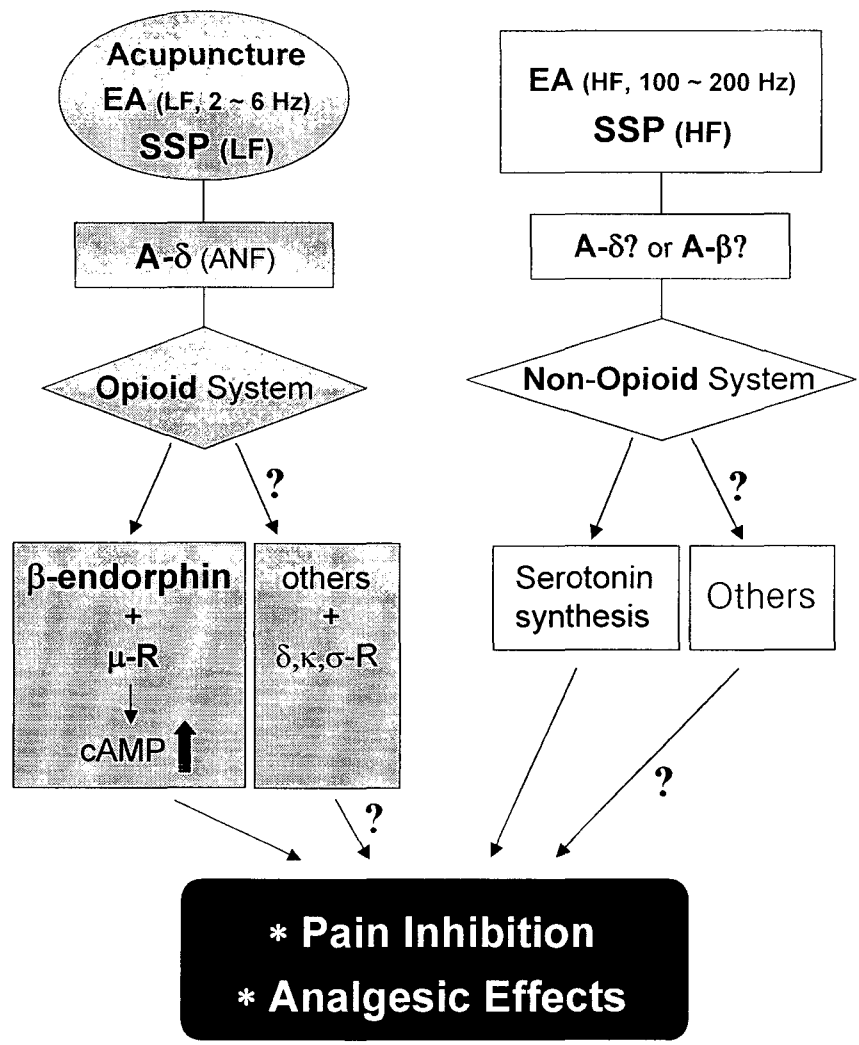 Acupuncture
EA (LF, 2 ~ 6 Hz)
SSP (LF)
A-δ (ANF)
Opioid System
?
β-endorphin
+
μ-R
cAMP
others
+
δ,κ,σ-R
?
EA (HF, 100 ~ 200 Hz)
SSP (HF)
A-δ? or A-β?
Non-Opioid System
?
Serotonin
synthesis
Others
?
* Pain Inhibition
* Analgesic Effects